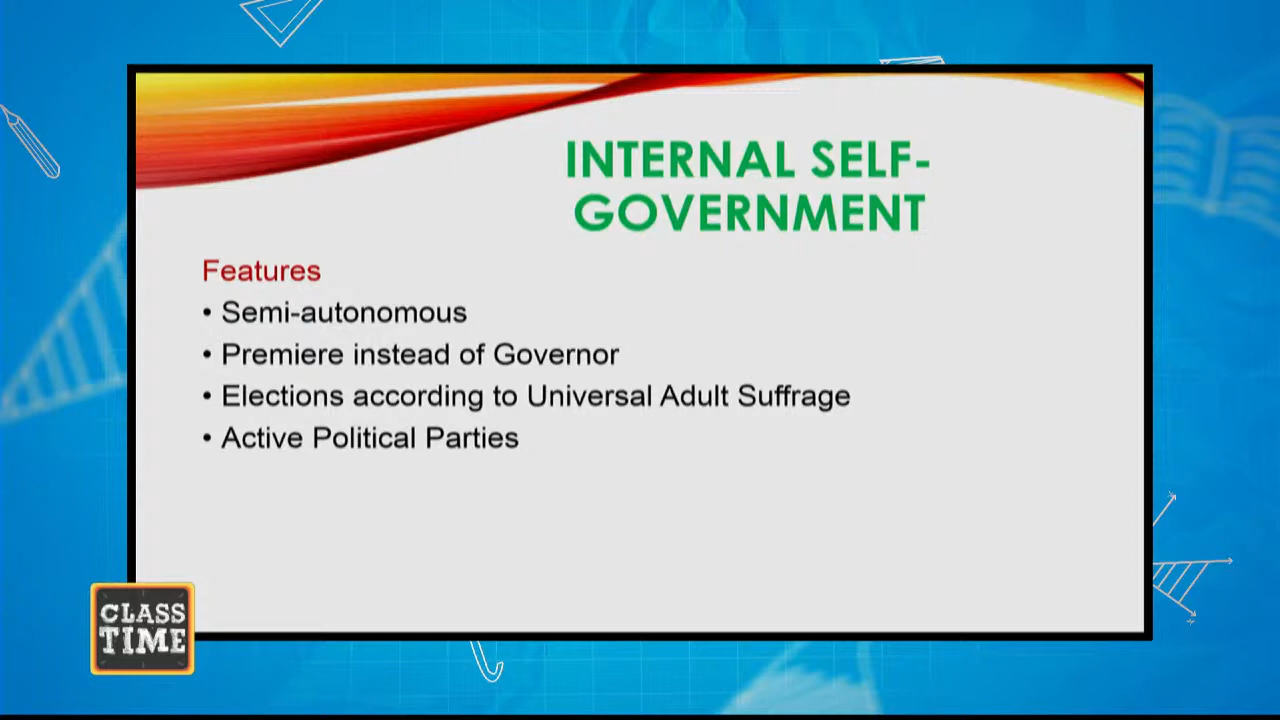 INTERNAL SELF-
GOVERNMENT
Features
• Semi-autonomous
• Premiere instead of Governor
• Elections according to Universal Adult Suffrage
• Active Political Parties
CLASS
TIME